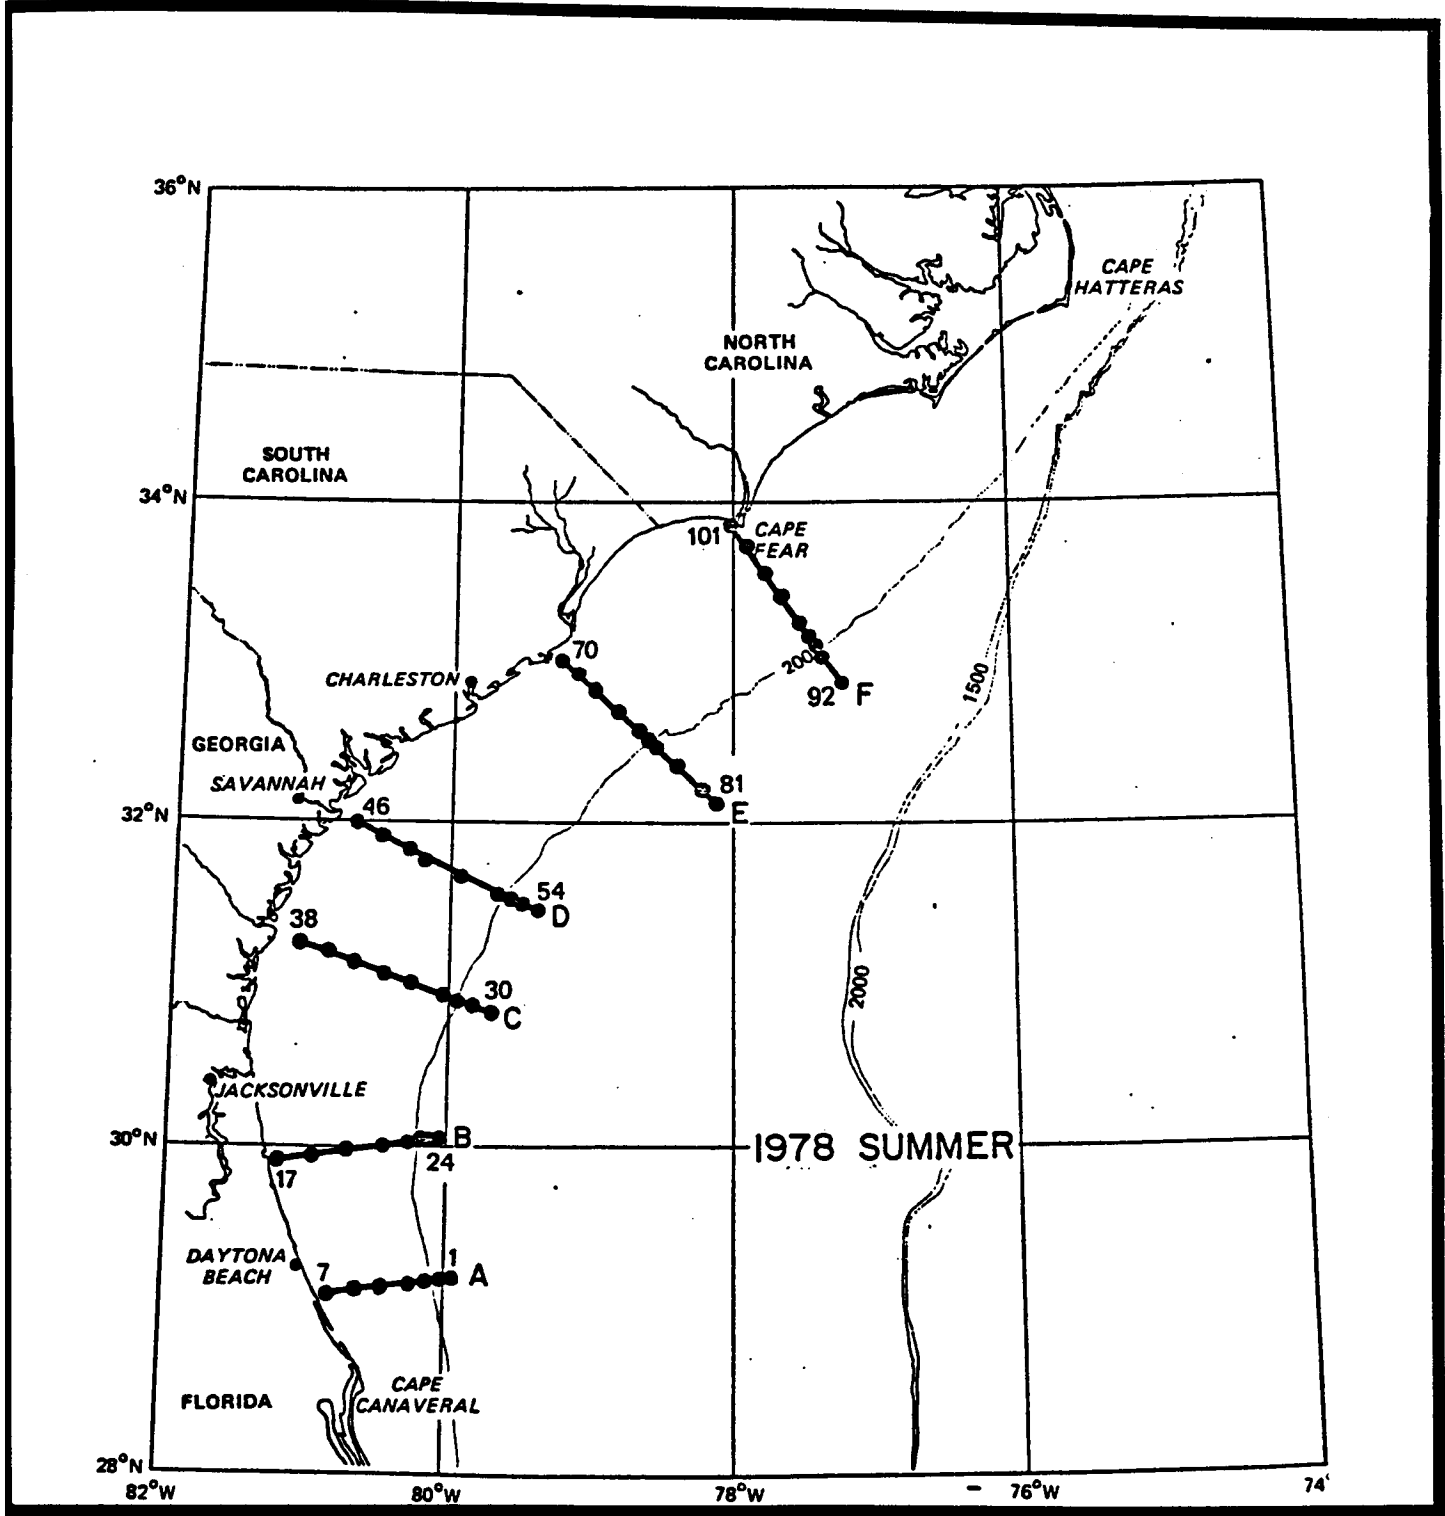 36°N
CAPE
HATTERAS
NORTH
CAROLINA
SOUTH
CAROLINA
34°N
101
CAPE
FEAR
70
CHARLESTON
200
1500
92 F
GEORGIA
SAVANNAH
81
E
32°N
46
54
D
38
2000
30
C
JACKSONVILLE
30°N
B
1978 SUMMER
17
24
DAYTONA
BEACH
7
1
A
CAPE
CANAVERAL
FLORIDA
28°N
82°W
80°W
78°W
76°W
74°